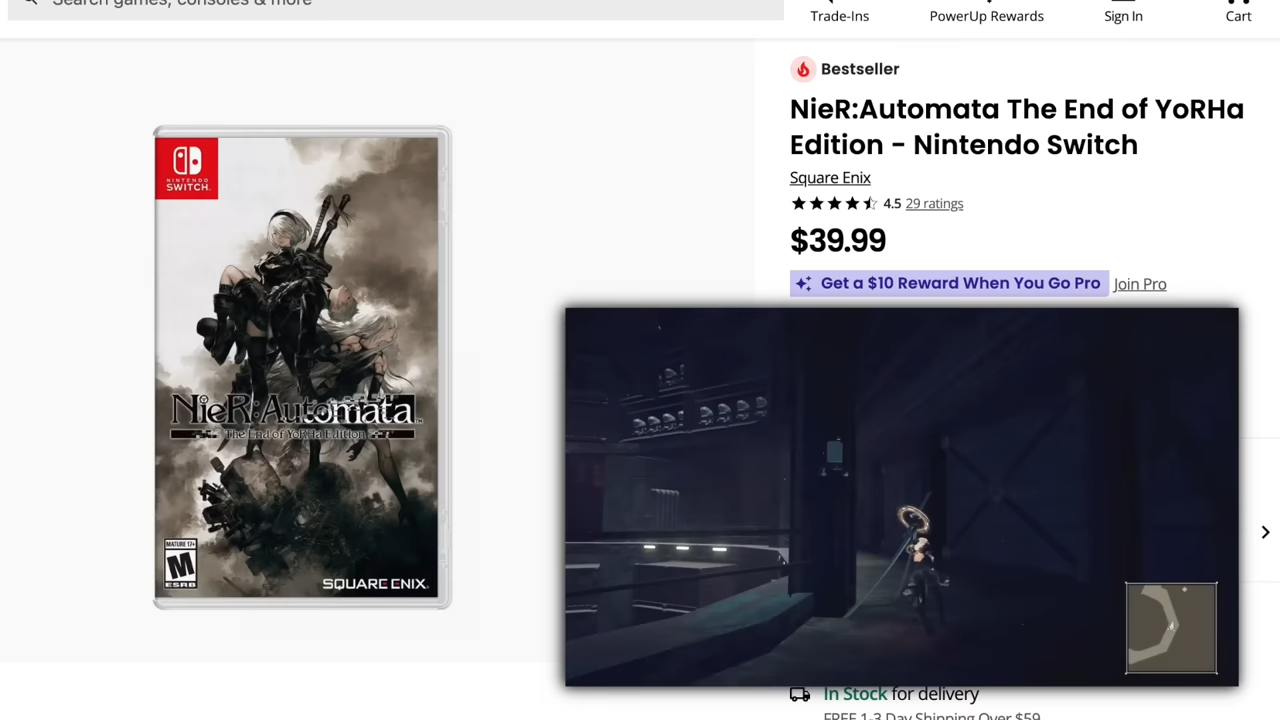 Search games, consoles & more
Trade-Ins
PowerUp Rewards
Sign In
Cart
Bestseller
NieR:Automata The End of YoRHa
Edition - Nintendo Switch
Square Enix
4.5 29 ratings
$39.99
Get a $10 Reward When You Go Pro Join Pro
NINTENDO
SWITCH
NieR:Automata
The End of YoRHa Edition
MATURE 17+
M
ESRB
SQUARE ENIX
In Stock for delivery
FREE 1-3 Day Shipping Over $59